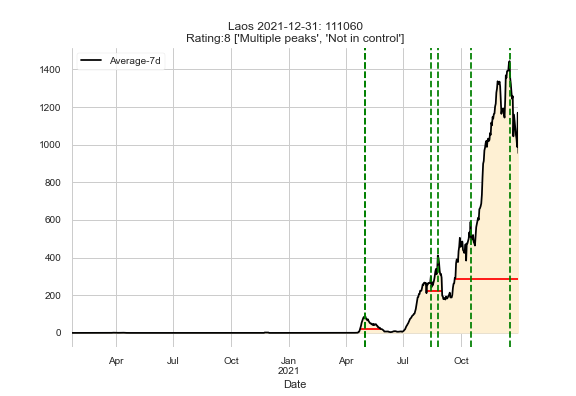 Laos 2021-12-31: 111060
Rating:8 ['Multiple peaks', 'Not in control']
Average-7d
1400
1200
1000
800
600
400
200
0
Apr
Jul
Oct
Jan
2021
Apr
Jul
Oct
Date